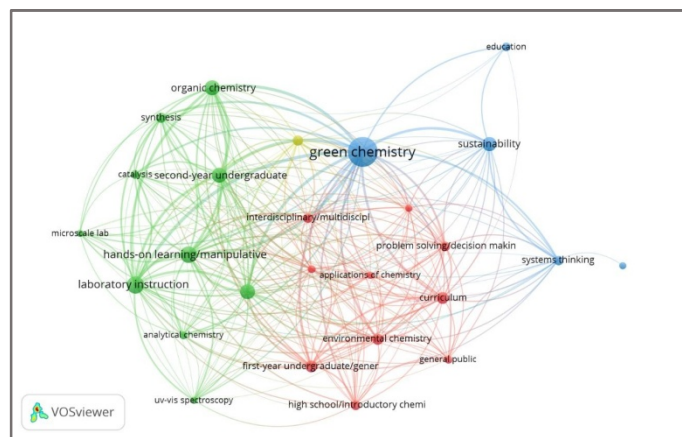 education
organic chemistry
synthesis
green chemistry
sustainability
catalysis
second-year undergraduate
interdisciplinary/multidiscipl
microscale lab
problem solving/decision makin
hands-on learning/manipulative
systems thinking
applications of chemistry
laboratory instruction
curriculum
analytical chemistry
environmental chemistry
general public
first-year undergraduate/gener
uv-vis spectroscopy
high school/introductory chemi
VOSviewer